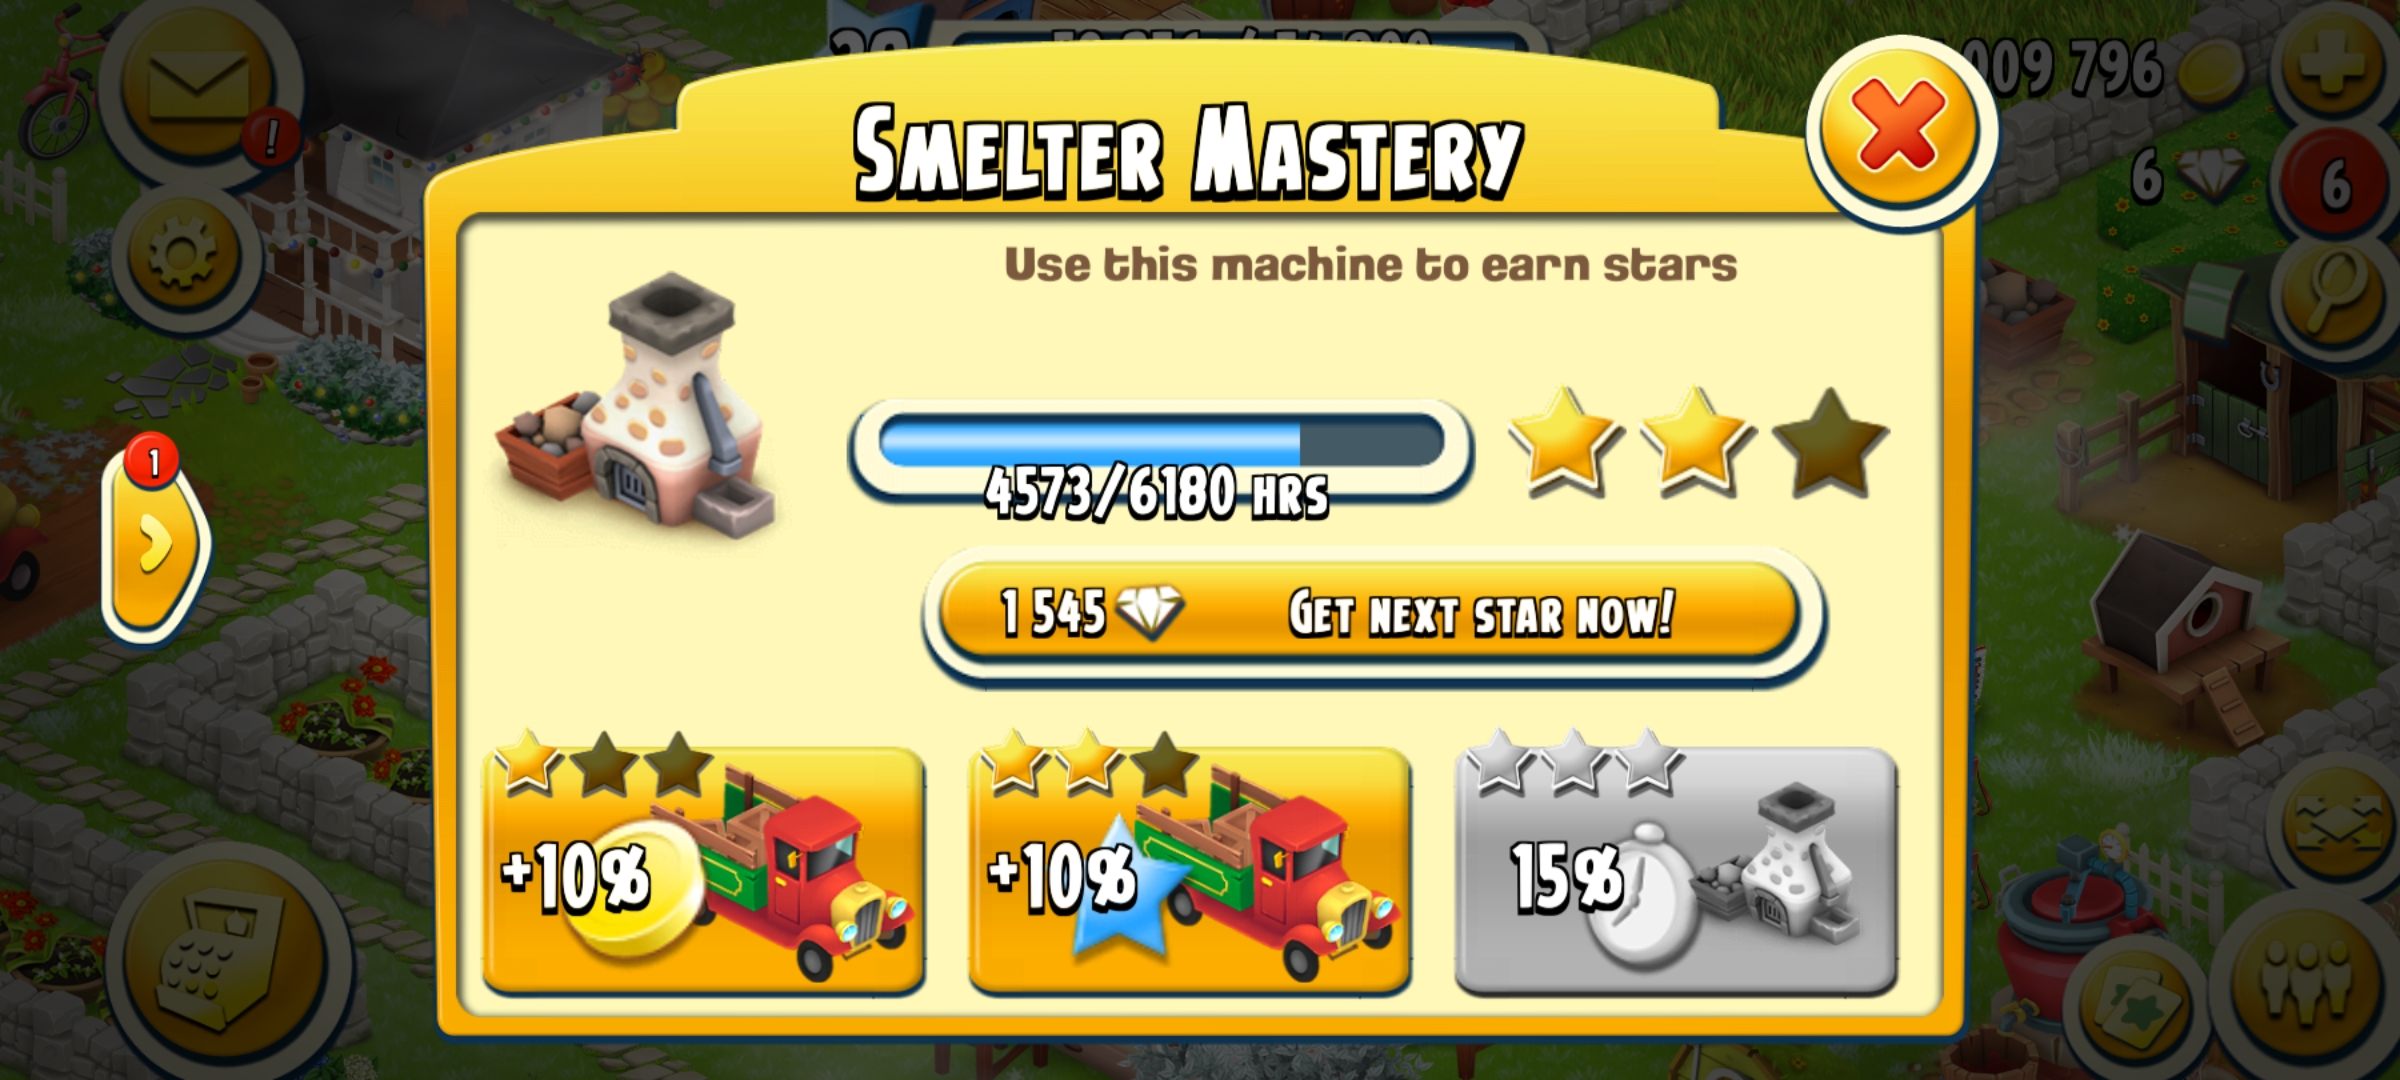 SMELTER MASTERY
009 796
!
6
6
Use this machine to earn stars
1
4573/6180 HRS
1 545 GET NEXT STAR NOW!
+10%
+10%
15%